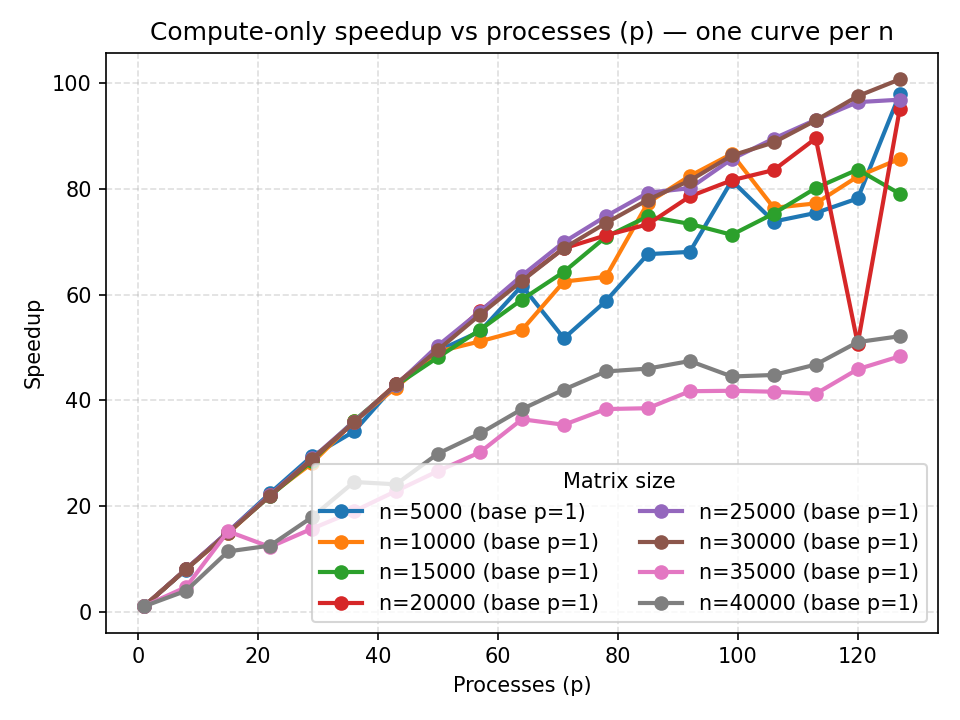 Compute-only speedup vs processes (p) — one curve per n
Speedup
100
80
60
40
20
0
Matrix size
n=5000 (base p=1)
n=10000 (base p=1)
n=15000 (base p=1)
n=20000 (base p=1)
n=25000 (base p=1)
n=30000 (base p=1)
n=35000 (base p=1)
n=40000 (base p=1)
0 20 40 60 80 100 120
Processes (p)